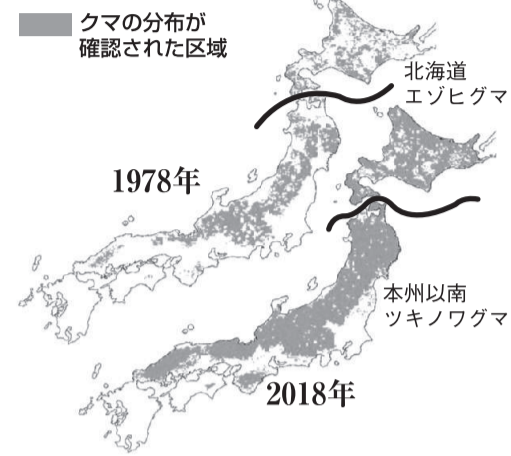 クマの分布が
確認された区域
北海道
エゾヒグマ
1978年
本州以南
ツキノワグマ
2018年